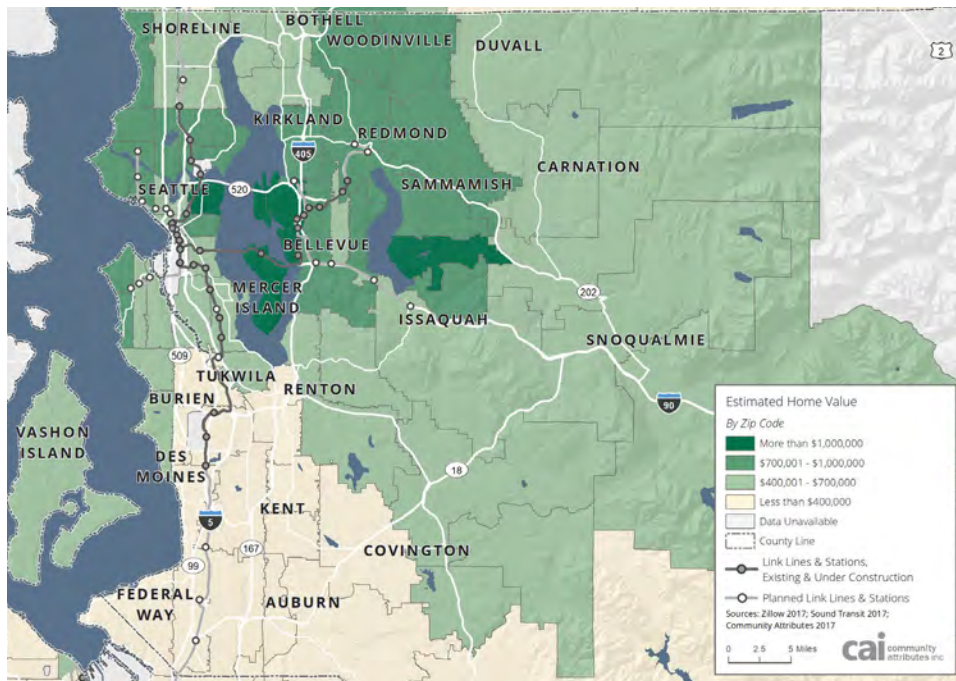 BOTHELL
SHORELINE
WOODINVILLE
DUVALL
2
KIRKLAND
REDMOND
405
CARNATION
SEATTLE
520
SAMMAMISH
BELLEVUE
MERCER
ISLAND
202
ISSAQUAH
SNOQUALMIE
509
TUKWILA
RENTON
BURIEN
90
VASHON
ISLAND
DES
MOINES
18
KENT
5
COVINGTON
167
99
FEDERAL
WAY
AUBURN
Estimated Home Value
By Zip Code
More than $1,000,000
$700,001 - $1,000,000
$400,001 - $700,000
Less than $400,000
Data Unavailable
County Line
Link Lines & Stations,
Existing & Under Construction
Planned Link Lines & Stations
Sources: Zillow 2017; Sound Transit 2017;
Community Attributes 2017
0 2.5 5 Miles
cai community
attributes inc